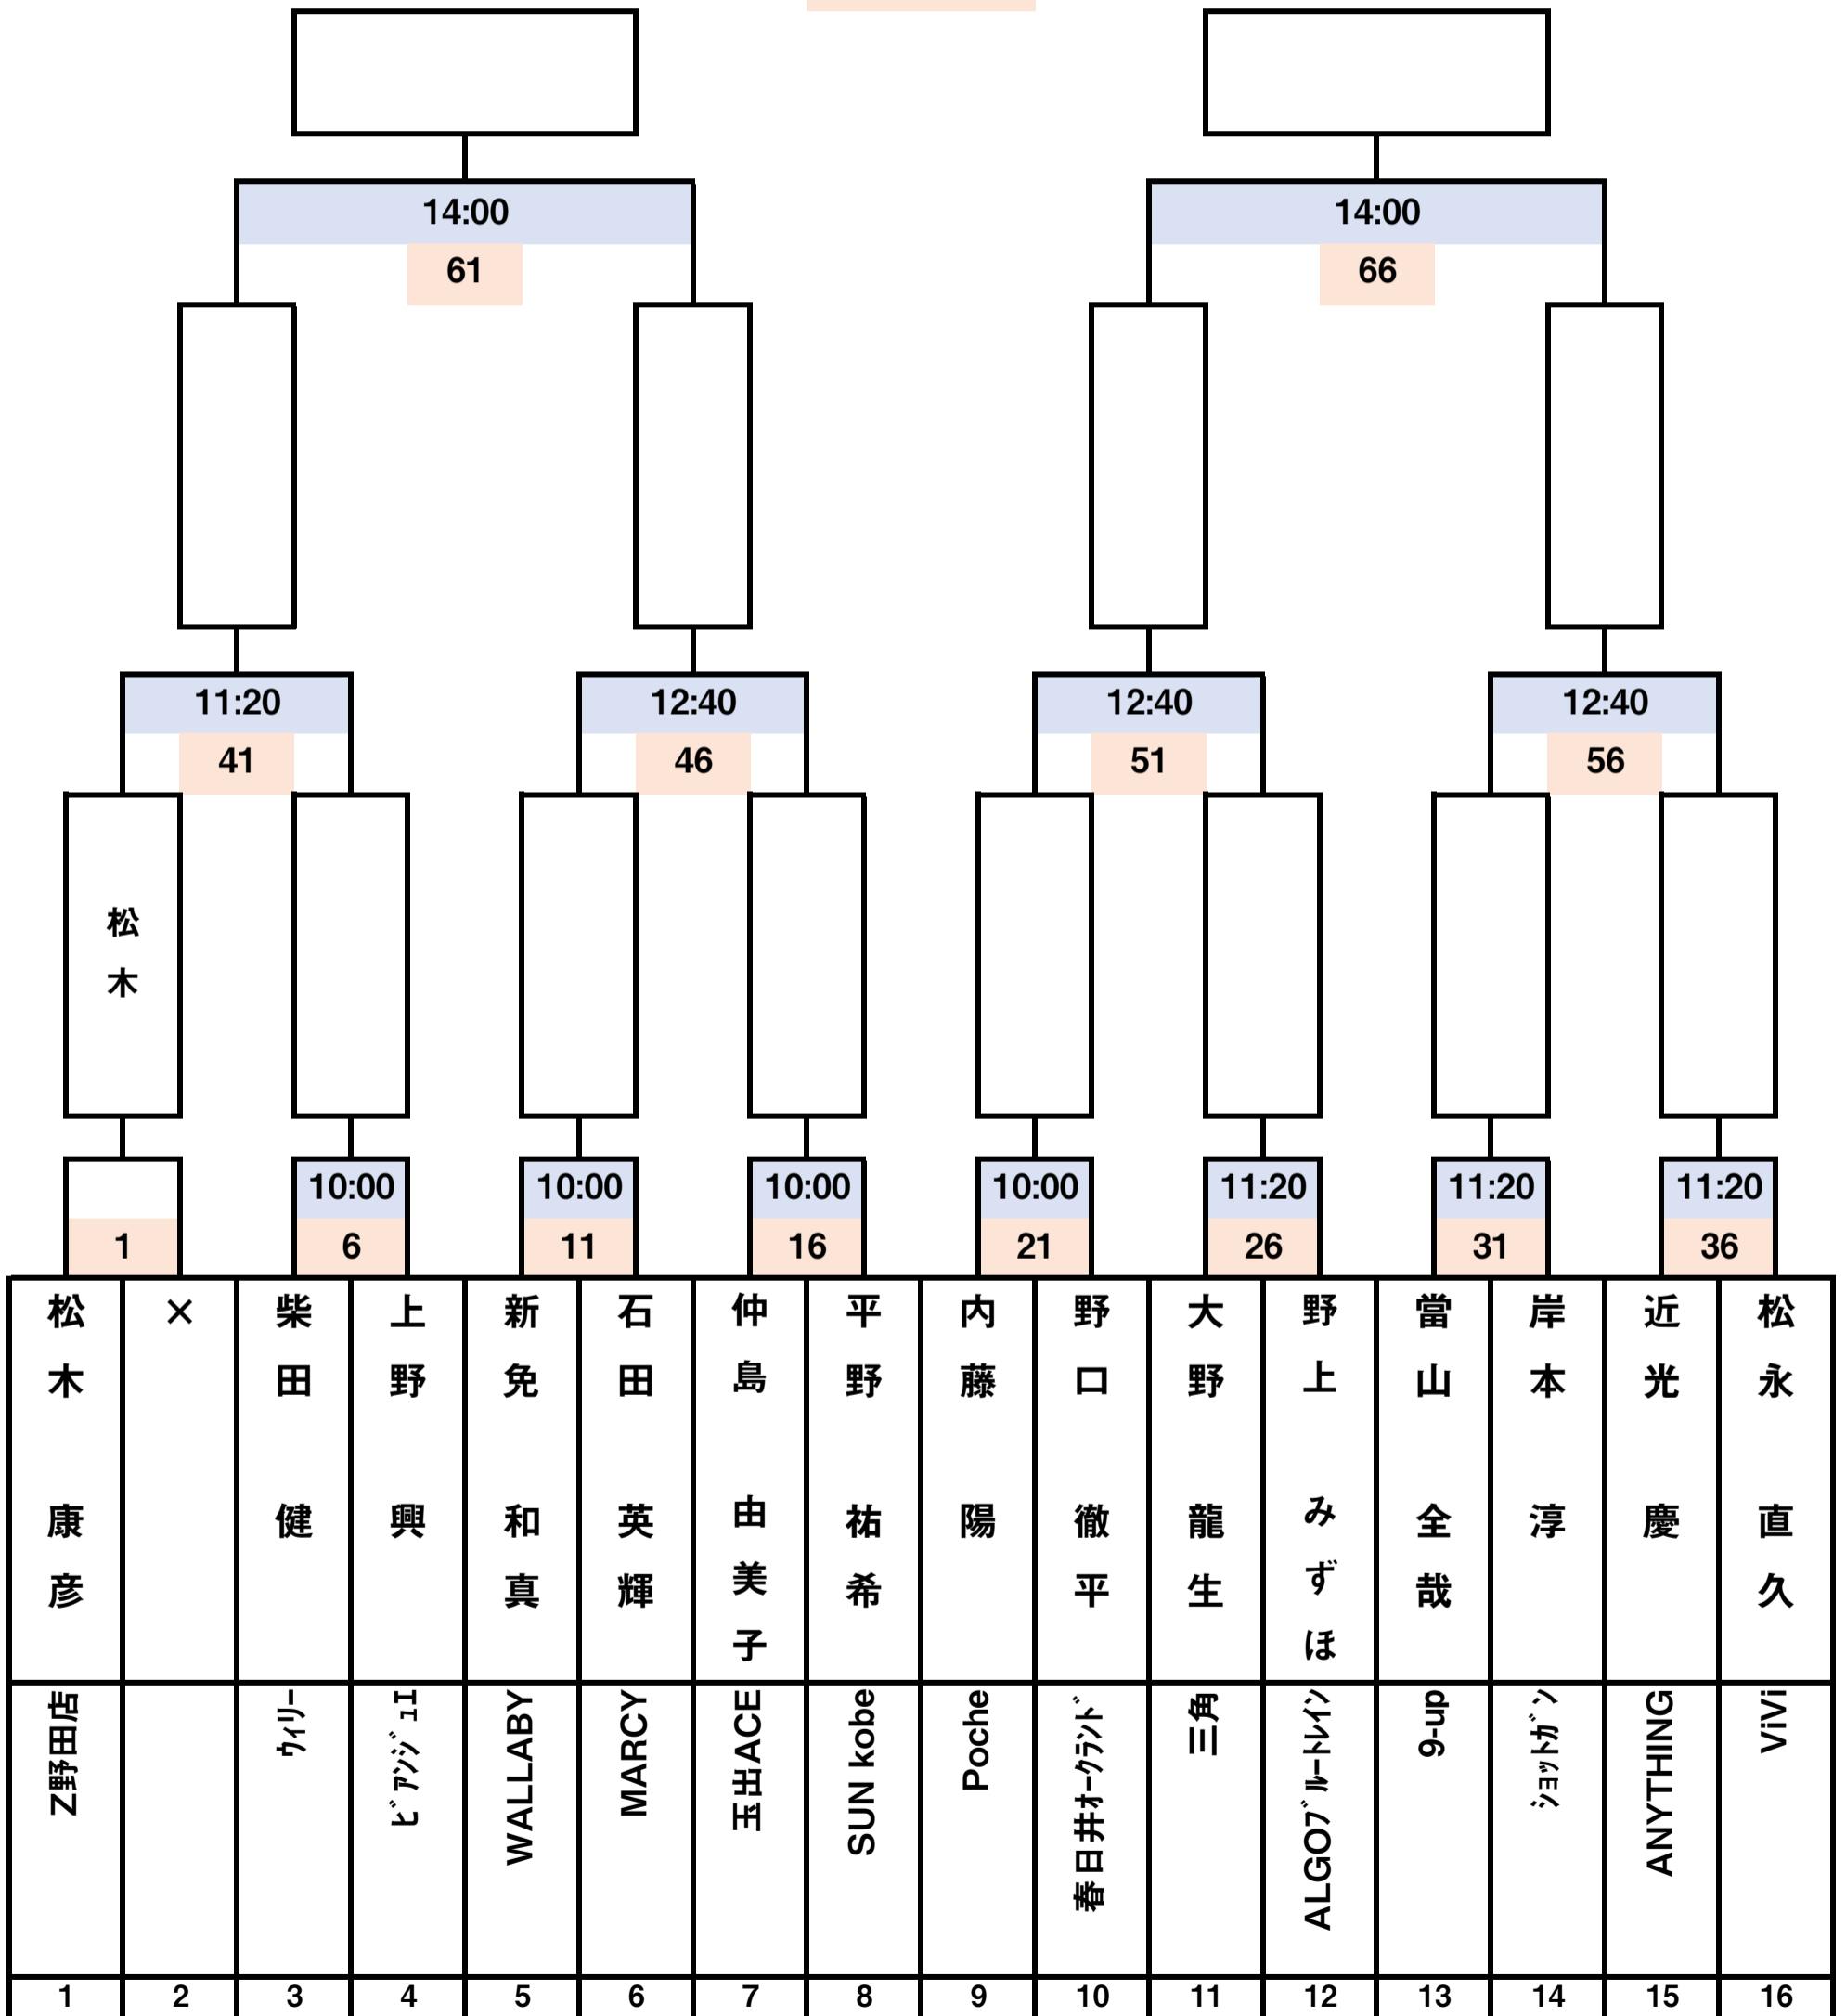 14:00
14:00
61
66
11:20
12:40
12:40
12:40
41
46
51
56
松木
10:00
10:00
10:00
10:00
11:20
11:20
11:20
1
6
11
16
21
26
31
36
松木 康彦
×
柴田 健
上野 興
新免 和真
石田 英輝
仲島 由美子
平野 祐希
内藤 陽
野口 徹平
大野 龍生
野上 みずほ
當山 全哉
岸本 淳
近光 慶
松永 直久
Z野田店
ｳｨﾘｰ
ﾋﾞｱﾝｼﾞｭｴ
WALLABY
MARCY
玉出ACE
SUN kobe
Poche
春日井ｵｰｸﾗﾝﾄﾞ
三角
ALGOﾌﾞﾙｰﾄﾚｲﾝ
9-up
ｼｮｯﾄｶﾞﾝ
ANYTHING
ViVi
1
2
3
4
5
6
7
8
9
10
11
12
13
14
15
16